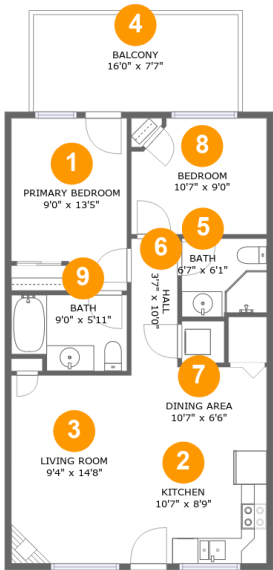 4
BALCONY
16'0" x 7'7"
1
PRIMARY BEDROOM
9'0" x 13'5"
8
BEDROOM
10'7" x 9'0"
5
BATH
6'7" x 6'1"
6
HALL
3'7" x 10'0"
9
BATH
9'0" x 5'11"
7
DINING AREA
10'7" x 6'6"
3
LIVING ROOM
9'4" x 14'8"
2
KITCHEN
10'7" x 8'9"